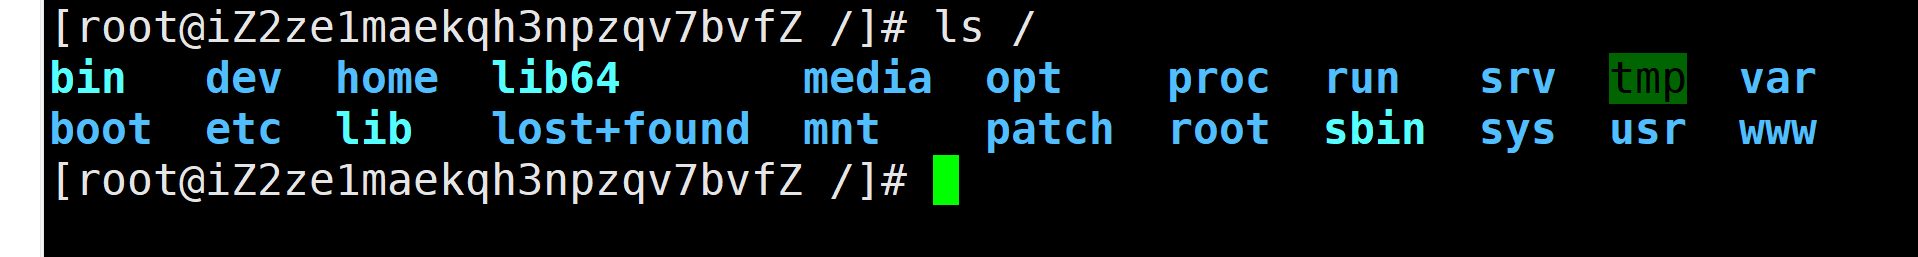 [root@iZ2ze1maekqh3npzqv7bvfZ /]# ls /
bin   dev  home  lib64       media  opt    proc  run   srv  tmp  var
boot  etc  lib   lost+found  mnt    patch  root  sbin  sys  usr  www
[root@iZ2ze1maekqh3npzqv7bvfZ /]#